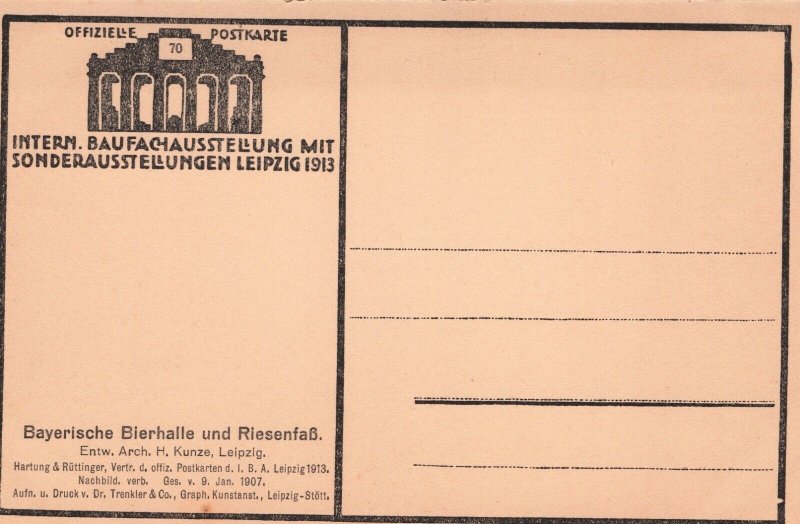 OFFIZIELLE POSTKARTE
70
INTERN. BAUFACHAUSSTELLUNG MIT
SONDERAUSSTELLUNGEN LEIPZIG 1913
Bayerische Bierhalle und Riesenfaß.
Entw. Arch. H. Kunze, Leipzig.
Hartung & Rüttinger, Vertr. d. offiz. Postkarten d. I. B. A. Leipzig 1913.
Nachbild. verb. Ges. v. 9. Jan. 1907.
Aufn. u. Druck v. Dr. Trenkler & Co., Graph. Kunstanst., Leipzig-Stött.